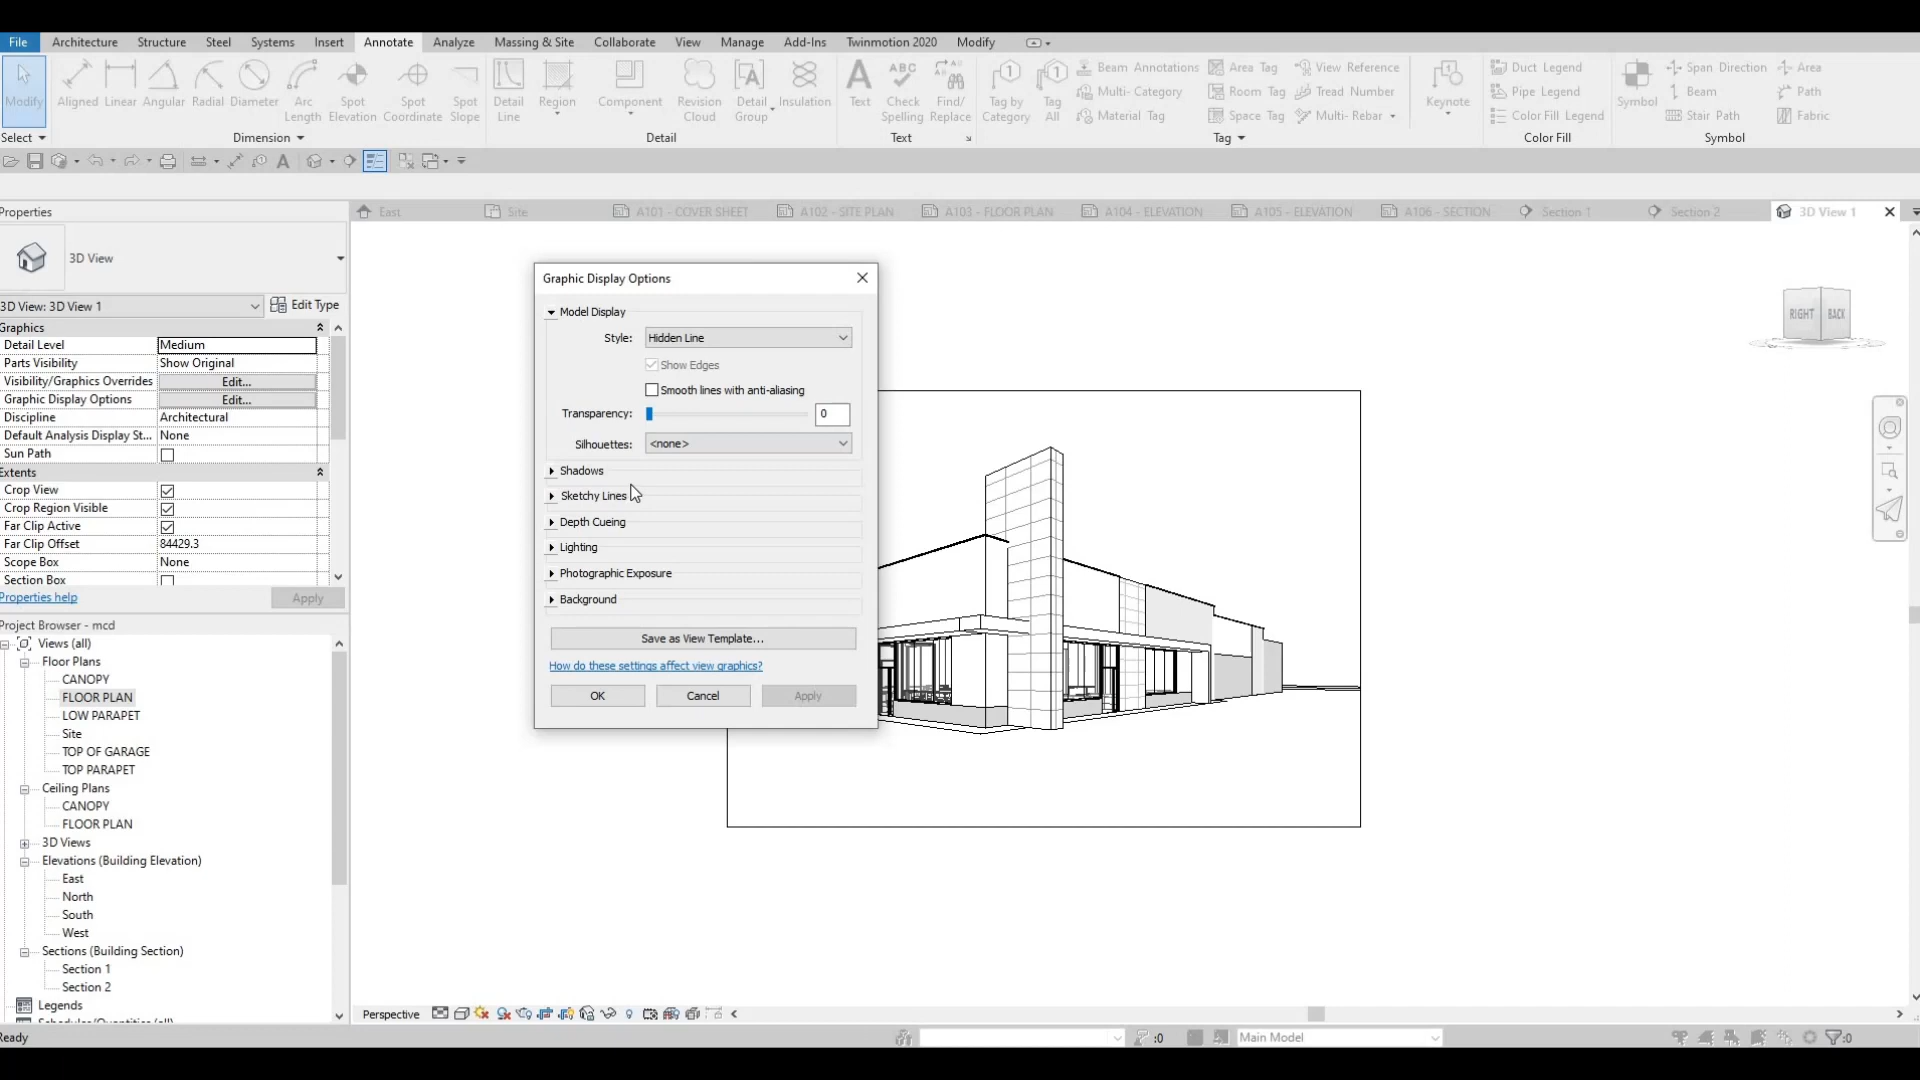 File Architecture Structure Steel Systems Insert Annotate Analyze Massing & Site Collaborate View Manage Add-Ins Twinmotion 2020 Modify
Modify Aligned Linear Angular Radial Diameter Arc Length Spot Elevation Spot Coordinate Spot Slope Detail Line Region Component Revision Cloud Detail Group Insulation Text Check Spelling Find/ Replace Tag by Category Tag All Beam Annotations Area Tag View Reference Keynote Duct Legend Symbol Span Direction Area
Multi- Category Room Tag Tread Number Pipe Legend Beam Path
Material Tag Space Tag Multi- Rebar Color Fill Legend Stair Path Fabric
Select Dimension Detail Text Tag Color Fill Symbol
Properties East Site A101 - COVER SHEET A102 - SITE PLAN A103 - FLOOR PLAN A104 - ELEVATION A105 - ELEVATION A106 - SECTION Section 1 Section 2 3D View 1
3D View
3D View: 3D View 1 Edit Type
Graphics
Detail Level Medium
Parts Visibility Show Original
Visibility/Graphics Overrides Edit...
Graphic Display Options Edit...
Discipline Architectural
Default Analysis Display St... None
Sun Path
Extents
Crop View
Crop Region Visible
Far Clip Active
Far Clip Offset 84429.3
Scope Box None
Section Box
Properties help Apply
Project Browser - mcd
Views (all)
Floor Plans
CANOPY
FLOOR PLAN
LOW PARAPET
Site
TOP OF GARAGE
TOP PARAPET
Ceiling Plans
CANOPY
FLOOR PLAN
3D Views
Elevations (Building Elevation)
East
North
South
West
Sections (Building Section)
Section 1
Section 2
Legends
Schedules/Quantities (all)
Graphic Display Options
Model Display
Style: Hidden Line
Show Edges
Smooth lines with anti-aliasing
Transparency: 0
Silhouettes: <none>
Shadows
Sketchy Lines
Depth Cueing
Lighting
Photographic Exposure
Background
Save as View Template...
How do these settings affect view graphics?
OK Cancel Apply
RIGHT BACK
Perspective
Ready :0 Main Model :0